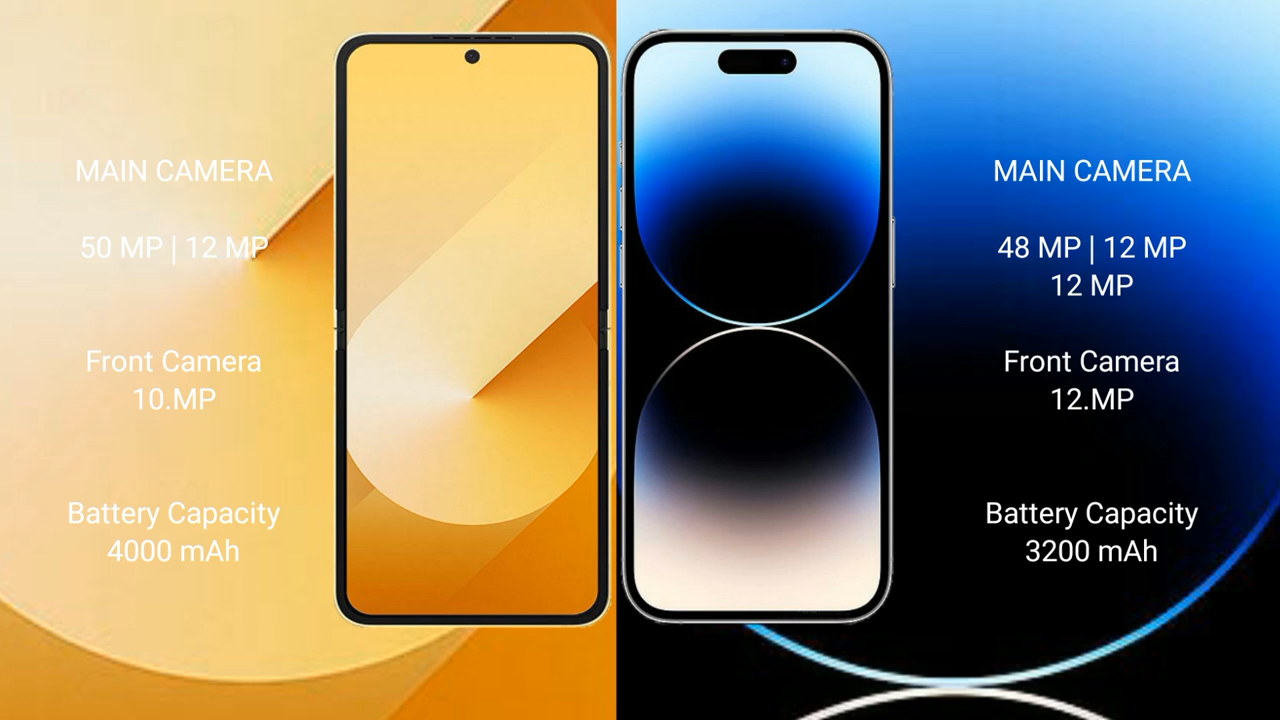 MAIN CAMERA
50 MP | 12 MP
Front Camera
10.MP
Battery Capacity
4000 mAh
MAIN CAMERA
48 MP | 12 MP
12 MP
Front Camera
12.MP
Battery Capacity
3200 mAh